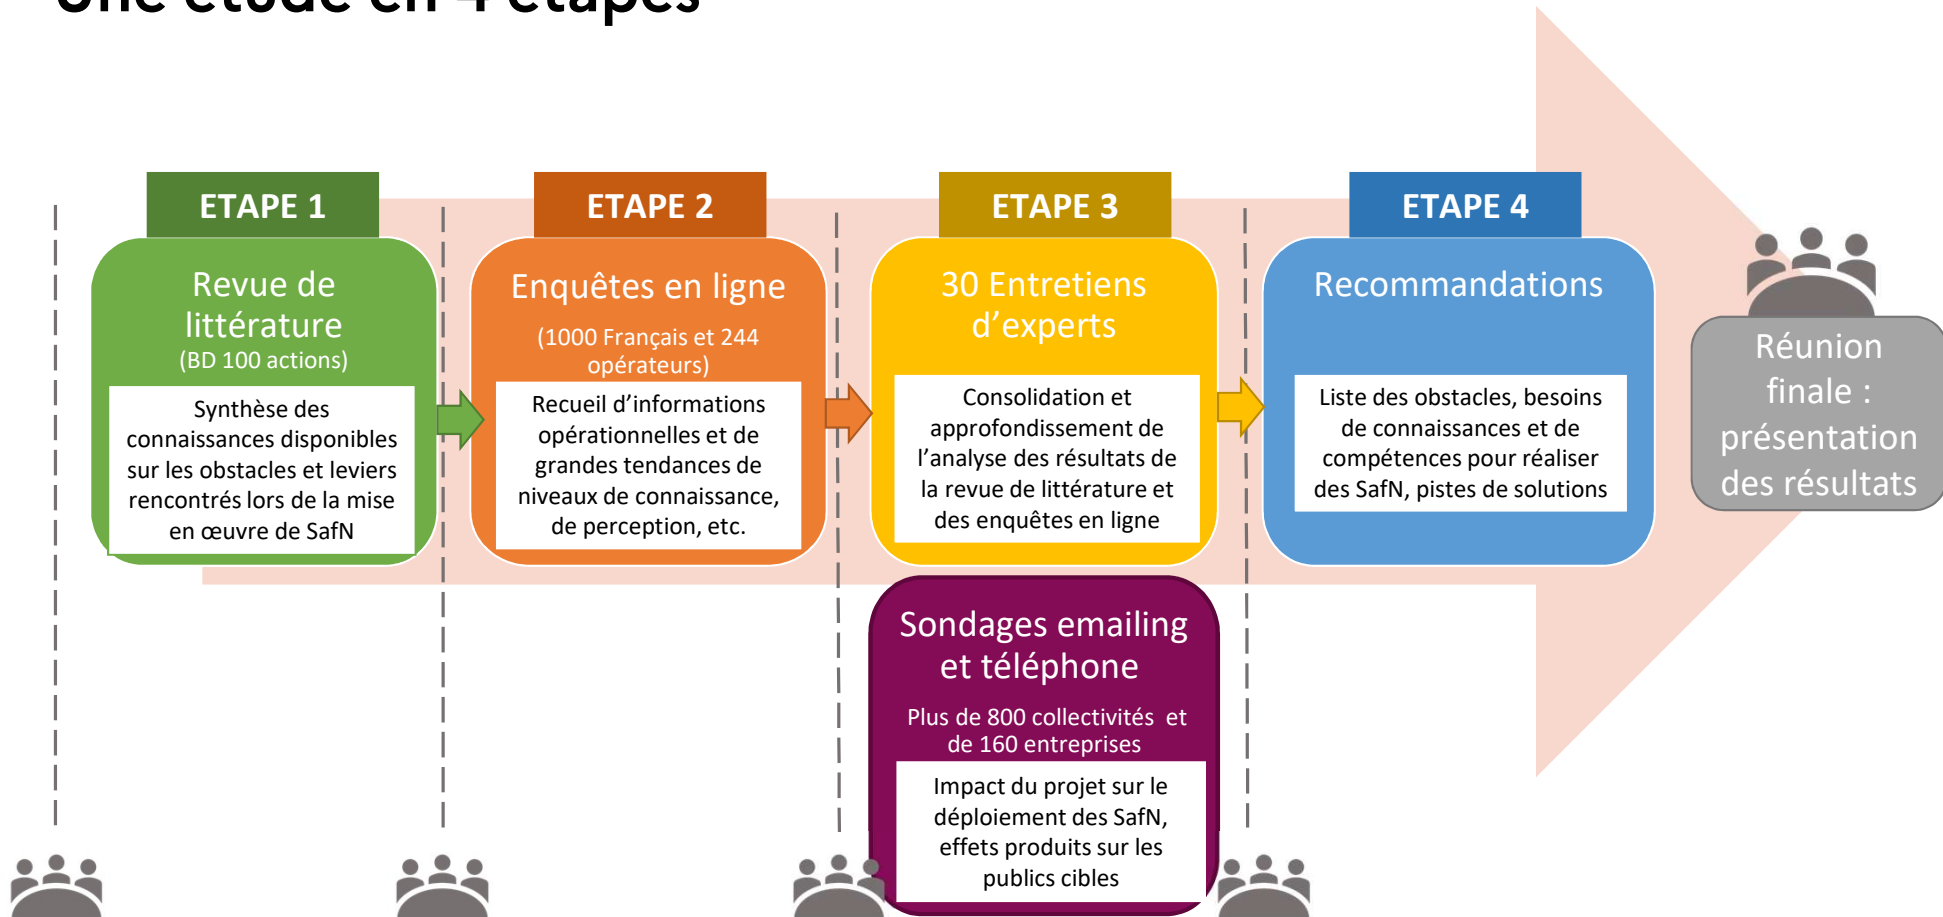 Une étude en 4 étapes
ETAPE 1
Revue de
littérature
(BD 100 actions)
Synthèse des
connaissances disponibles
sur les obstacles et leviers
rencontrés lors de la mise
en œuvre de SafN
ETAPE 2
Enquêtes en ligne
(1000 Français et 244
opérateurs)
Recueil d’informations
opérationnelles et de
grandes tendances de
niveaux de connaissance,
de perception, etc.
ETAPE 3
30 Entretiens
d’experts
Consolidation et
approfondissement de
l’analyse des résultats de
la revue de littérature et
des enquêtes en ligne
Sondages emailing
et téléphone
Plus de 800 collectivités et
de 160 entreprises
Impact du projet sur le
déploiement des SafN,
effets produits sur les
publics cibles
ETAPE 4
Recommandations
Liste des obstacles, besoins
de connaissances et de
compétences pour réaliser
des SafN, pistes de solutions
Réunion
finale :
présentation
des résultats